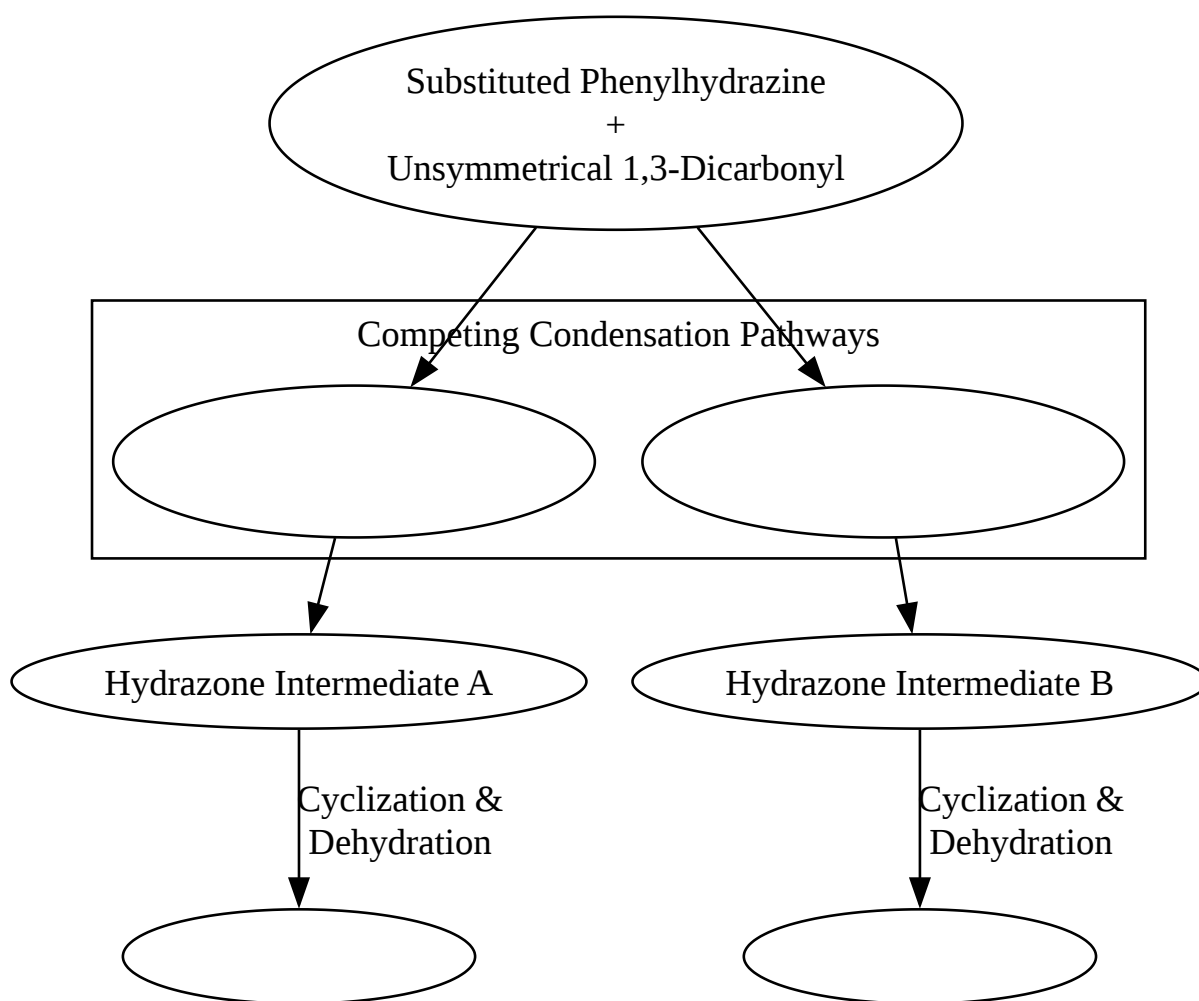 Substituted Phenylhydrazine
+
Unsymmetrical 1,3-Dicarbonyl
Competing Condensation Pathways
Hydrazone Intermediate A
Hydrazone Intermediate B
Cyclization &
Dehydration
Cyclization &
Dehydration